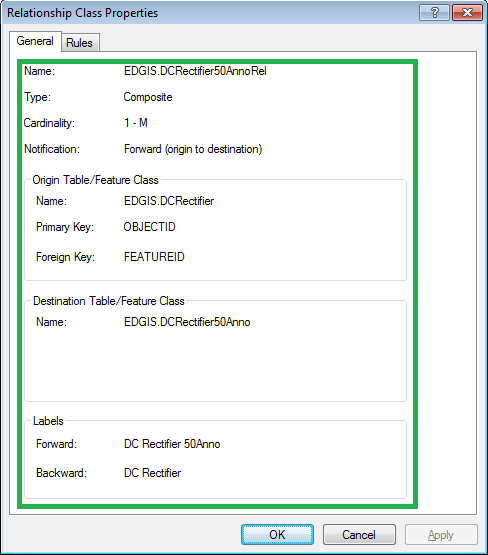 Relationship Class Properties
General Rules
Name: EDGIS.DCRectifier50AnnoRel
Type: Composite
Cardinality: 1 - M
Notification: Forward (origin to destination)
Origin Table/Feature Class
Name: EDGIS.DCRectifier
Primary Key: OBJECTID
Foreign Key: FEATUREID
Destination Table/Feature Class
Name: EDGIS.DCRectifier50Anno
Labels
Forward: DC Rectifier 50Anno
Backward: DC Rectifier
OK Cancel Apply